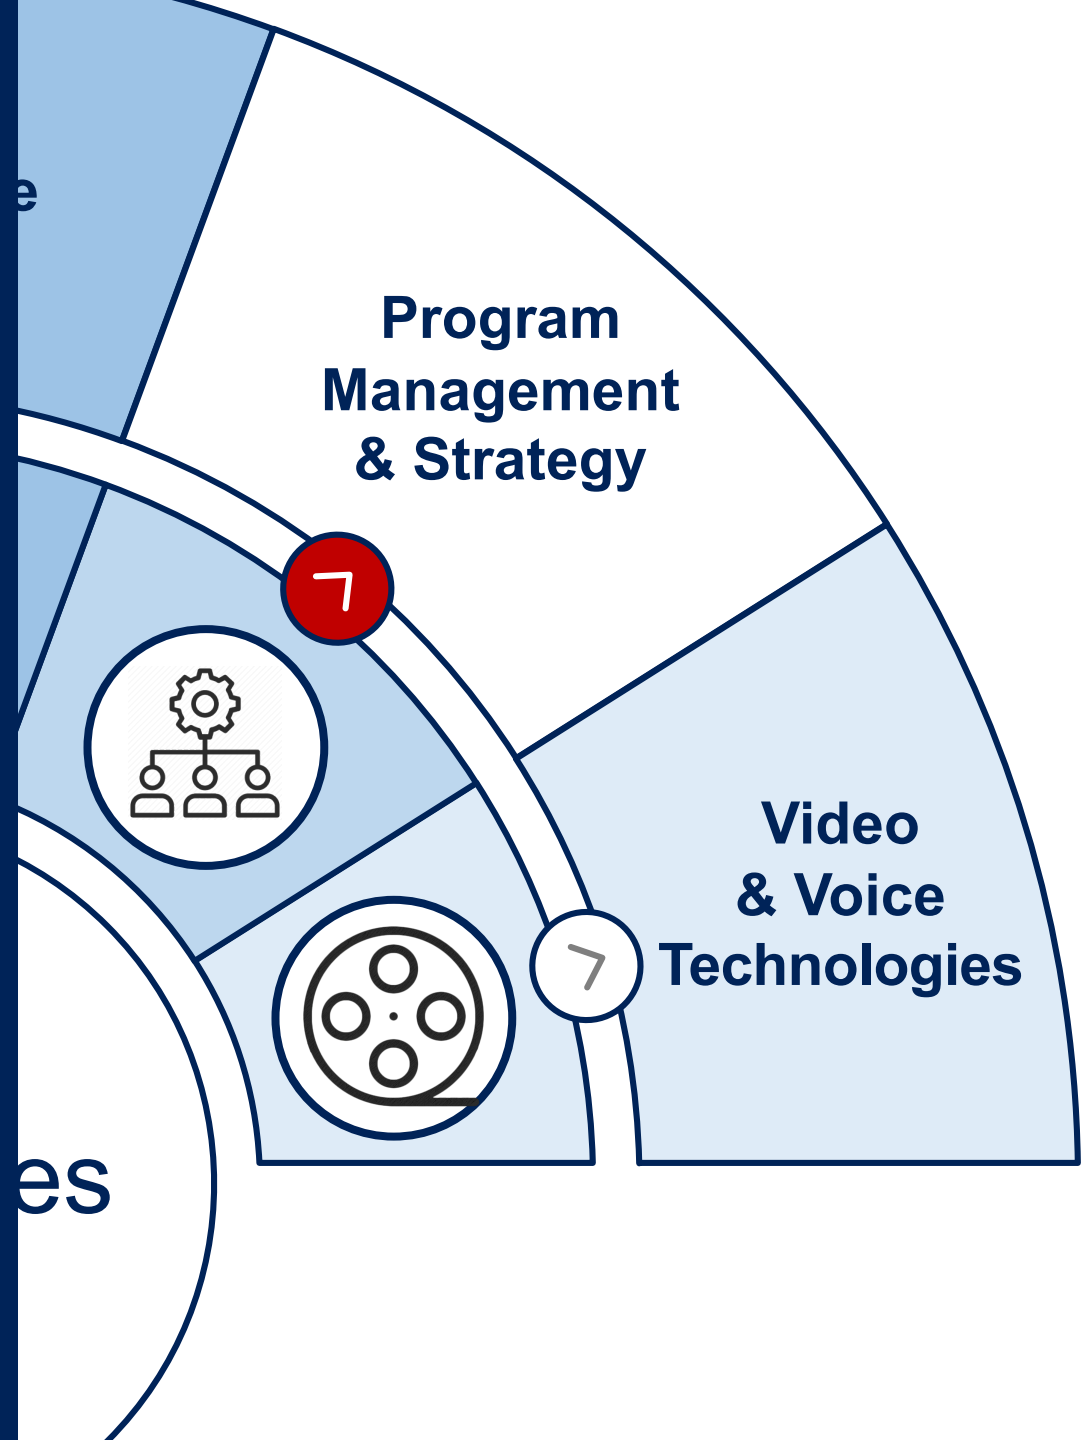 Program
Management
& Strategy
Video
& Voice
Technologies